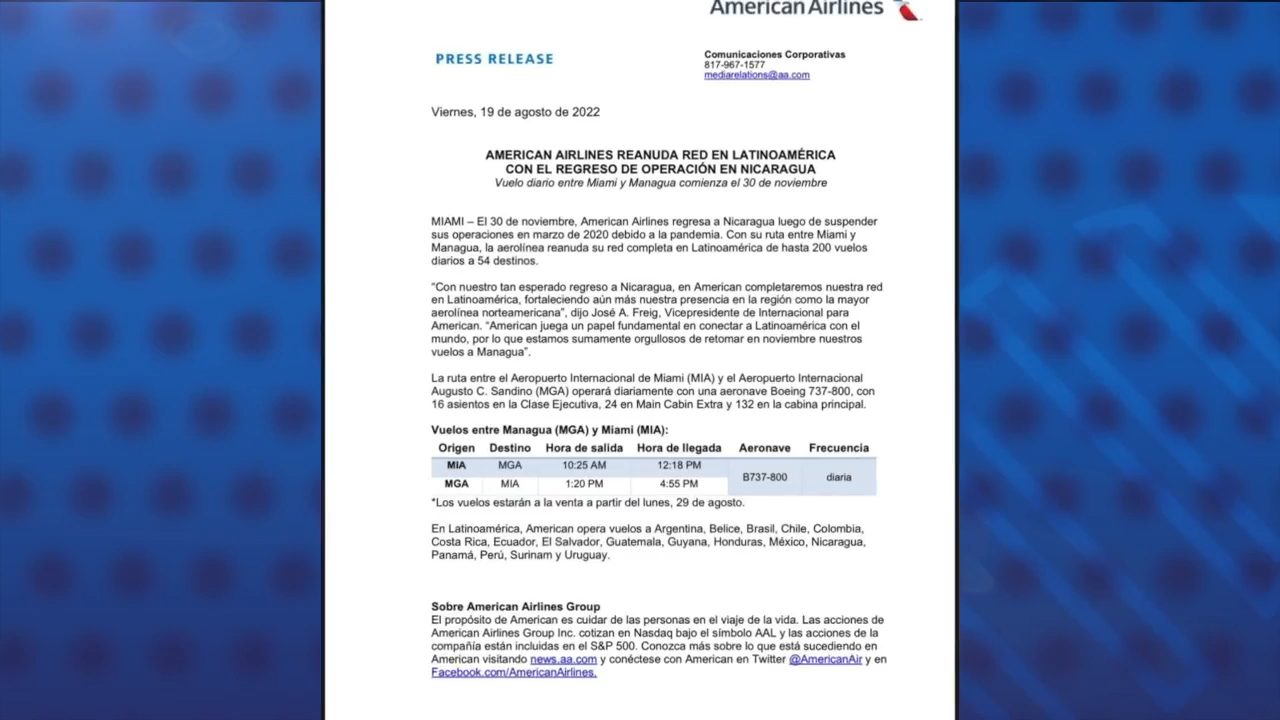 American Airlines
PRESS RELEASE
Comunicaciones Corporativas
817-967-1577
mediarelations@aa.com
Viernes, 19 de agosto de 2022
AMERICAN AIRLINES REANUDA RED EN LATINOAMÉRICA
CON EL REGRESO DE OPERACIÓN EN NICARAGUA
Vuelo diario entre Miami y Managua comienza el 30 de noviembre
MIAMI – El 30 de noviembre, American Airlines regresa a Nicaragua luego de suspender
sus operaciones en marzo de 2020 debido a la pandemia. Con su ruta entre Miami y
Managua, la aerolínea reanuda su red completa en Latinoamérica de hasta 200 vuelos
diarios a 54 destinos.
"Con nuestro tan esperado regreso a Nicaragua, en American completaremos nuestra red
en Latinoamérica, fortaleciendo aún más nuestra presencia en la región como la mayor
aerolínea norteamericana", dijo José A. Freig, Vicepresidente de Internacional para
American. "American juega un papel fundamental en conectar a Latinoamérica con el
mundo, por lo que estamos sumamente orgullosos de retomar en noviembre nuestros
vuelos a Managua".
La ruta entre el Aeropuerto Internacional de Miami (MIA) y el Aeropuerto Internacional
Augusto C. Sandino (MGA) operará diariamente con una aeronave Boeing 737-800, con
16 asientos en la Clase Ejecutiva, 24 en Main Cabin Extra y 132 en la cabina principal.
Vuelos entre Managua (MGA) y Miami (MIA):
Origen Destino Hora de salida Hora de llegada Aeronave Frecuencia
MIA MGA 10:25 AM 12:18 PM
B737-800 diaria
MGA MIA 1:20 PM 4:55 PM
*Los vuelos estarán a la venta a partir del lunes, 29 de agosto.
En Latinoamérica, American opera vuelos a Argentina, Belice, Brasil, Chile, Colombia,
Costa Rica, Ecuador, El Salvador, Guatemala, Guyana, Honduras, México, Nicaragua,
Panamá, Perú, Surinam y Uruguay.
Sobre American Airlines Group
El propósito de American es cuidar de las personas en el viaje de la vida. Las acciones de
American Airlines Group Inc. cotizan en Nasdaq bajo el símbolo AAL y las acciones de la
compañía están incluidas en el S&P 500. Conozca más sobre lo que está sucediendo en
American visitando news.aa.com y conéctese con American en Twitter @AmericanAir y en
Facebook.com/AmericanAirlines.